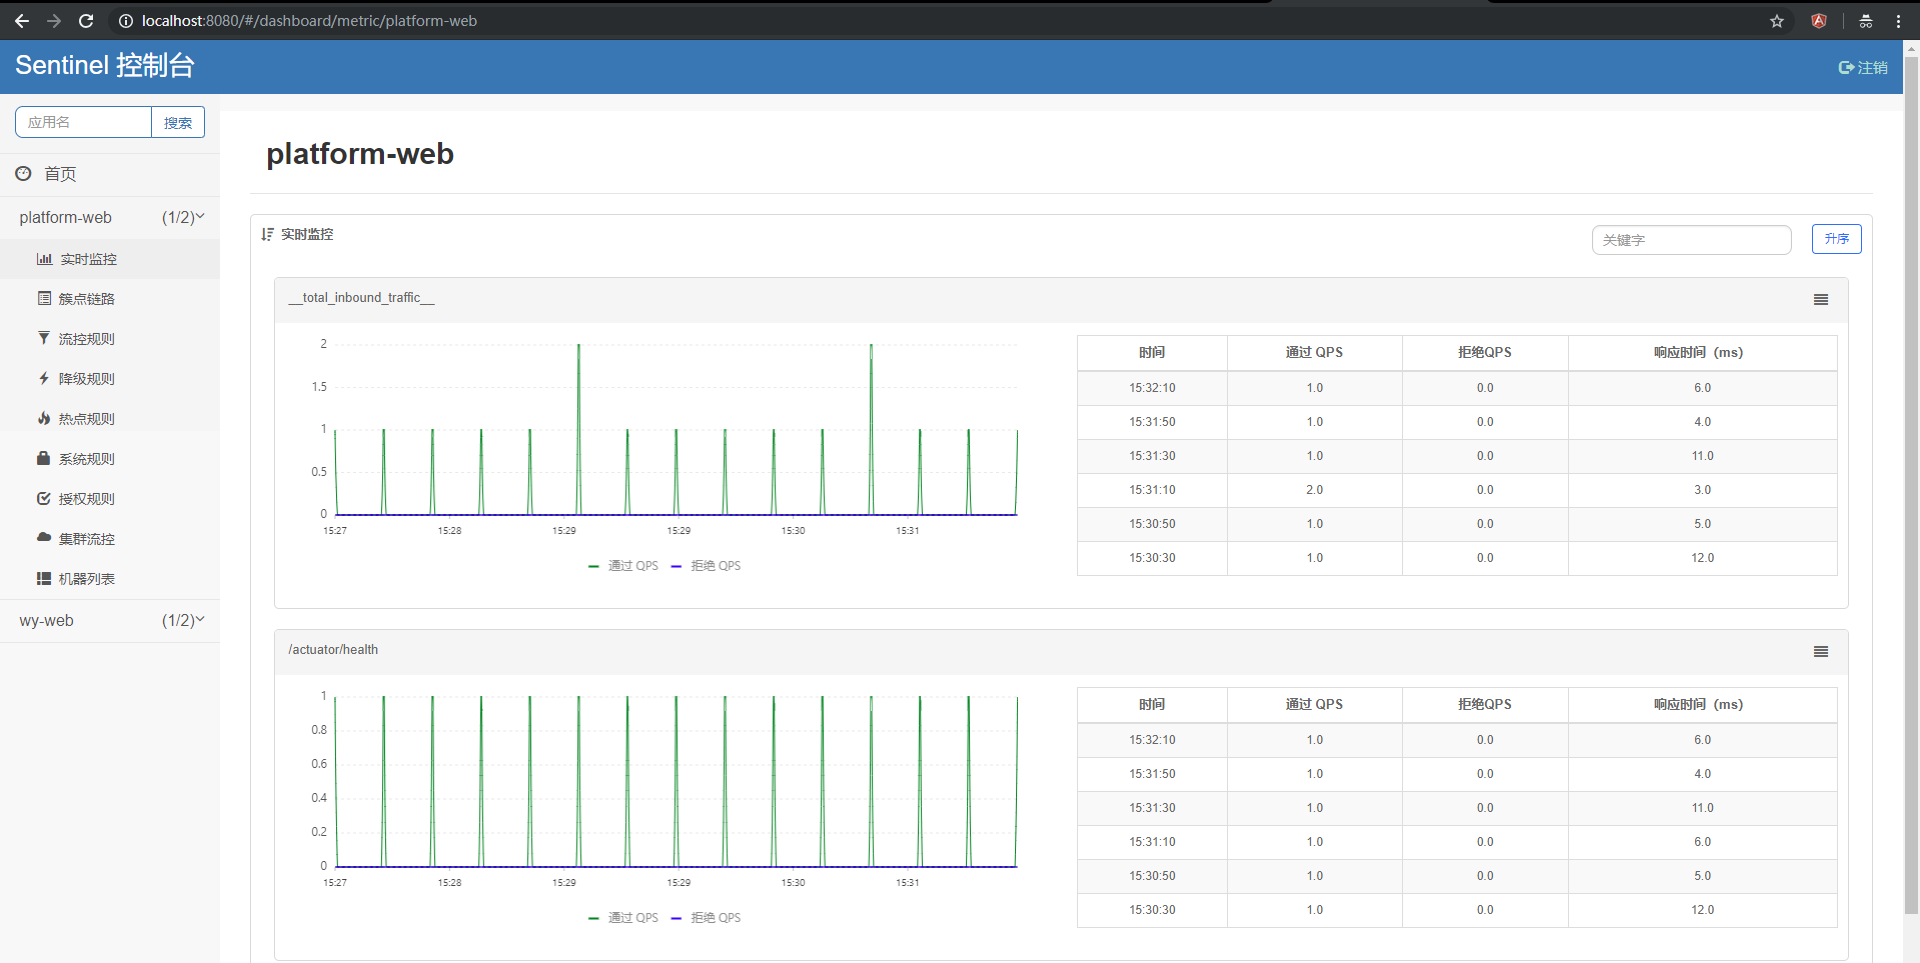 localhost:8080/#/dashboard/metric/platform-web
Sentinel 控制台
注销
应用名
搜索
首页
platform-web (1/2)
实时监控
簇点链路
流控规则
降级规则
热点规则
系统规则
授权规则
集群流控
机器列表
wy-web (1/2)
platform-web
实时监控
关键字
升序
__total_inbound_traffic__
2
1.5
1
0.5
0
15:27 15:28 15:29 15:29 15:30 15:31
通过 QPS 拒绝 QPS
时间 通过 QPS 拒绝QPS 响应时间（ms)
15:32:10 1.0 0.0 6.0
15:31:50 1.0 0.0 4.0
15:31:30 1.0 0.0 11.0
15:31:10 2.0 0.0 3.0
15:30:50 1.0 0.0 5.0
15:30:30 1.0 0.0 12.0
/actuator/health
1
0.8
0.6
0.4
0.2
0
15:27 15:28 15:29 15:29 15:30 15:31
通过 QPS 拒绝 QPS
时间 通过 QPS 拒绝QPS 响应时间（ms)
15:32:10 1.0 0.0 6.0
15:31:50 1.0 0.0 4.0
15:31:30 1.0 0.0 11.0
15:31:10 1.0 0.0 6.0
15:30:50 1.0 0.0 5.0
15:30:30 1.0 0.0 12.0